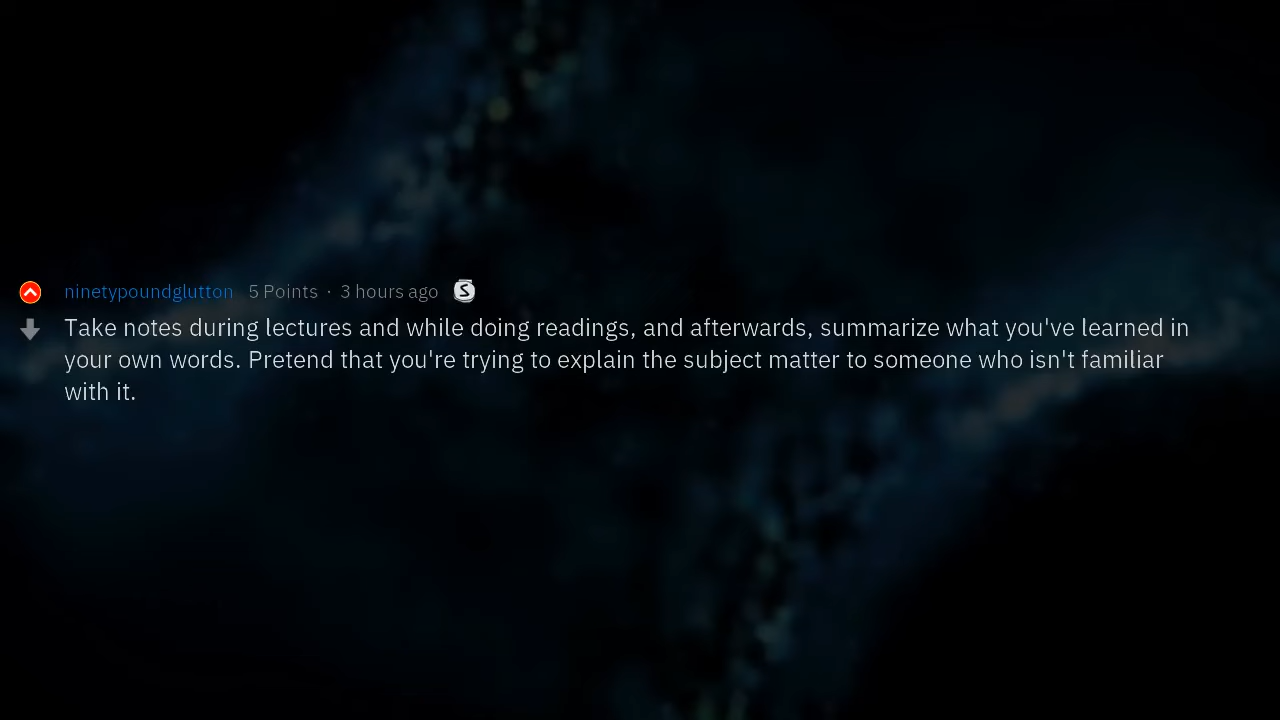 ninetypoundglutton 5 Points · 3 hours ago S
Take notes during lectures and while doing readings, and afterwards, summarize what you've learned in
your own words. Pretend that you're trying to explain the subject matter to someone who isn't familiar
with it.